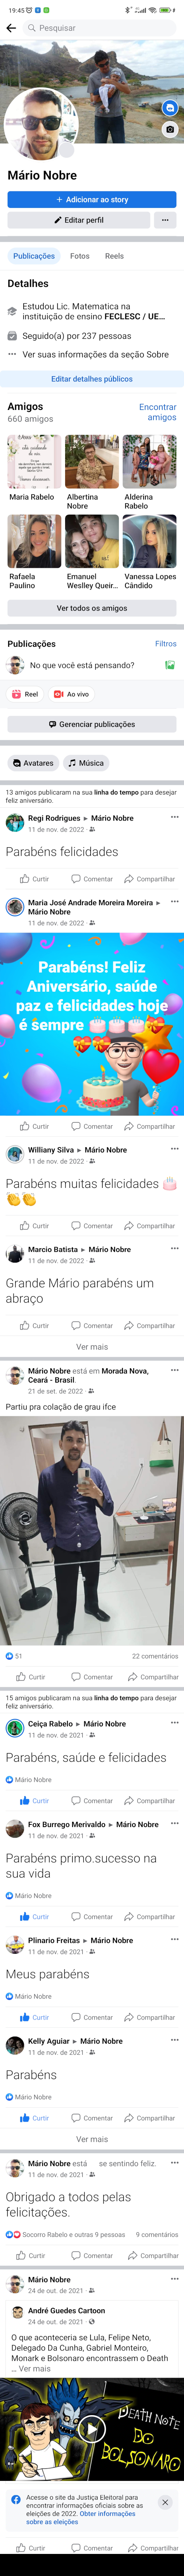 19:45
Pesquisar
Mário Nobre
+ Adicionar ao story
Editar perfil
Publicações Fotos Reels
Detalhes
Estudou Lic. Matematica na
instituição de ensino FECLESC / UE...
Seguido(a) por 237 pessoas
Ver suas informações da seção Sobre
Editar detalhes públicos
Amigos
660 amigos
Encontrar
amigos
Maria Rabelo
Albertina
Nobre
Alderina
Rabelo
Rafaela
Paulino
Emanuel
Weslley Queir...
Vanessa Lopes
Cândido
Ver todos os amigos
Publicações
Filtros
No que você está pensando?
Reel
Ao vivo
Gerenciar publicações
Avatares
Música
13 amigos publicaram na sua linha do tempo para desejar
feliz aniversário.
Regi Rodrigues ▸ Mário Nobre
11 de nov. de 2022
Parabéns felicidades
Curtir Comentar Compartilhar
Maria José Andrade Moreira Moreira ▸
Mário Nobre
11 de nov. de 2022
Parabéns! Feliz
Aniversário, saúde
paz e felicidades hoje
é sempre
Curtir Comentar Compartilhar
Williany Silva ▸ Mário Nobre
11 de nov. de 2022
Parabéns muitas felicidades 🎂
👏👏
Curtir Comentar Compartilhar
Marcio Batista ▸ Mário Nobre
11 de nov. de 2022
Grande Mário parabéns um
abraço
Curtir Comentar Compartilhar
Ver mais
Mário Nobre está em Morada Nova,
Ceará - Brasil.
21 de set. de 2022
Partiu pra colação de grau ifce
51
22 comentários
Curtir Comentar Compartilhar
15 amigos publicaram na sua linha do tempo para desejar
feliz aniversário.
Ceiça Rabelo ▸ Mário Nobre
11 de nov. de 2021
Parabéns, saúde e felicidades
Mário Nobre
Curtir Comentar Compartilhar
Fox Burrego Merivaldo ▸ Mário Nobre
11 de nov. de 2021
Parabéns primo.sucesso na
sua vida
Mário Nobre
Curtir Comentar Compartilhar
Plinario Freitas ▸ Mário Nobre
11 de nov. de 2021
Meus parabéns
Mário Nobre
Curtir Comentar Compartilhar
Kelly Aguiar ▸ Mário Nobre
11 de nov. de 2021
Parabéns
Mário Nobre
Curtir Comentar Compartilhar
Ver mais
Mário Nobre está se sentindo feliz.
11 de nov. de 2021
Obrigado a todos pelas
felicitações.
Socorro Rabelo e outras 9 pessoas
9 comentários
Curtir Comentar Compartilhar
Mário Nobre
24 de out. de 2021
André Guedes Cartoon
24 de out. de 2021
O que aconteceria se Lula, Felipe Neto,
Delegado Da Cunha, Gabriel Monteiro,
Monark e Bolsonaro encontrassem o Death
... Ver mais
DEATH NOTE
DO
BOLSONARO
Acesse o site da Justiça Eleitoral para
encontrar informações oficiais sobre as
eleições de 2022. Obter informações
sobre as eleições
Curtir Comentar Compartilhar